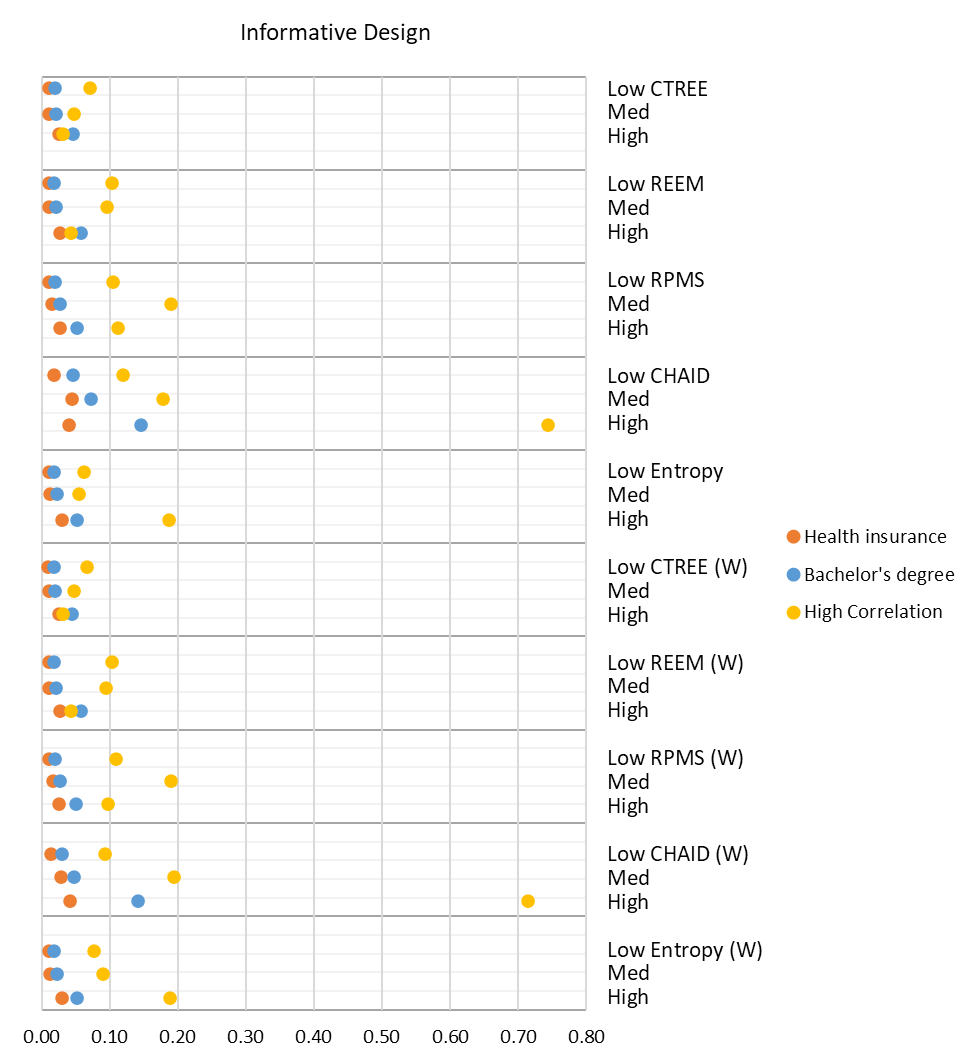 Informative Design
Low CTREE
Med
High
Low REEM
Med
High
Low RPMS
Med
High
Low CHAID
Med
High
Low Entropy
Med
High
Low CTREE (W)
Med
High
Low REEM (W)
Med
High
Low RPMS (W)
Med
High
Low CHAID (W)
Med
High
Low Entropy (W)
Med
High
Health insurance
Bachelor's degree
High Correlation
0.00 0.10 0.20 0.30 0.40 0.50 0.60 0.70 0.80